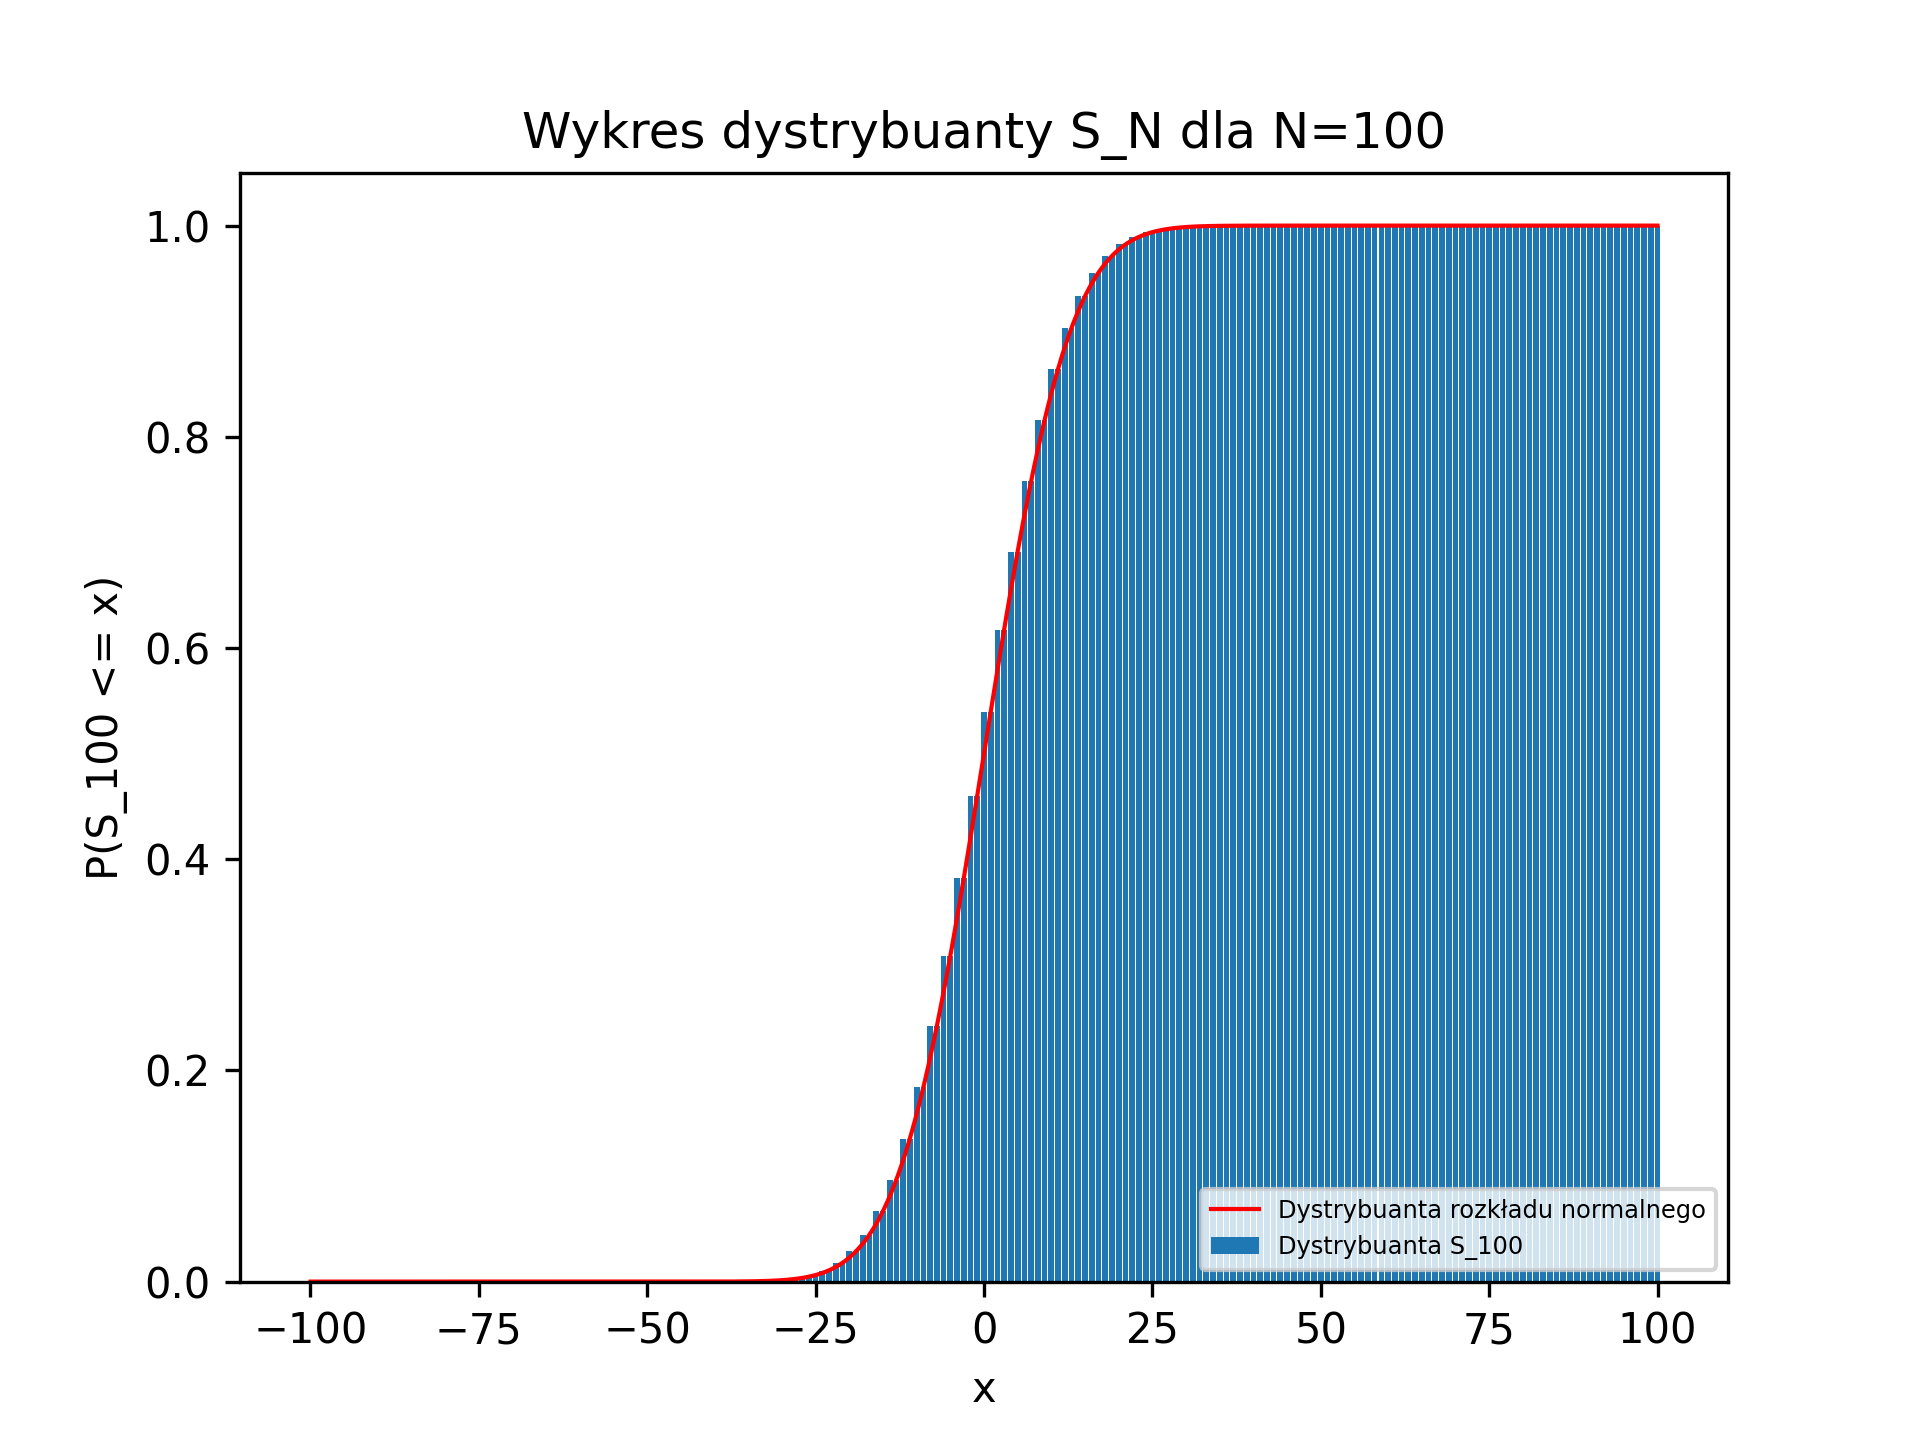 Wykres dystrybuanty S_N dla N=100
1.0
0.8
0.6
0.4
0.2
0.0
P(S_100 <= x)
−100 −75 −50 −25 0 25 50 75 100
x
Dystrybuanta rozkładu normalnego
Dystrybuanta S_100